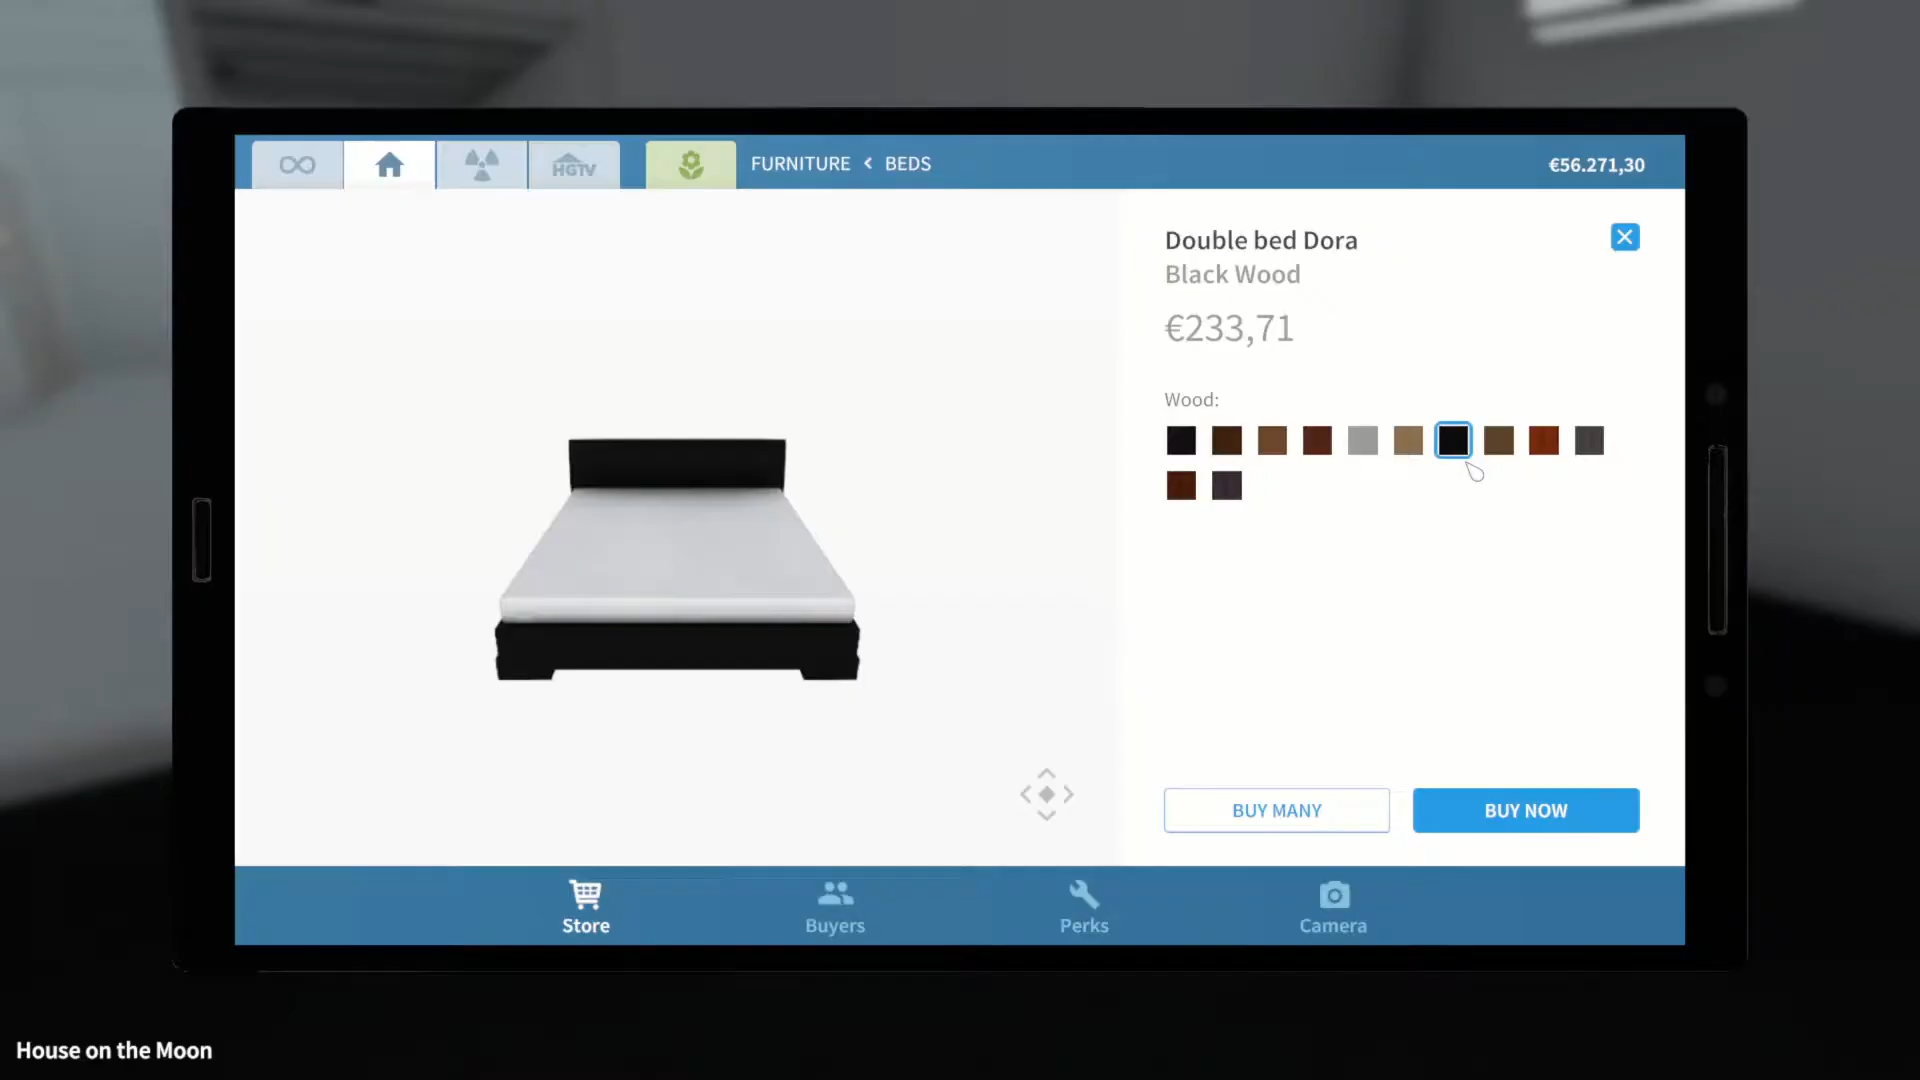 HGTV
FURNITURE < BEDS
€56.271,30
Double bed Dora
Black Wood
€233,71
Wood:
BUY MANY
BUY NOW
Store
Buyers
Perks
Camera
House on the Moon